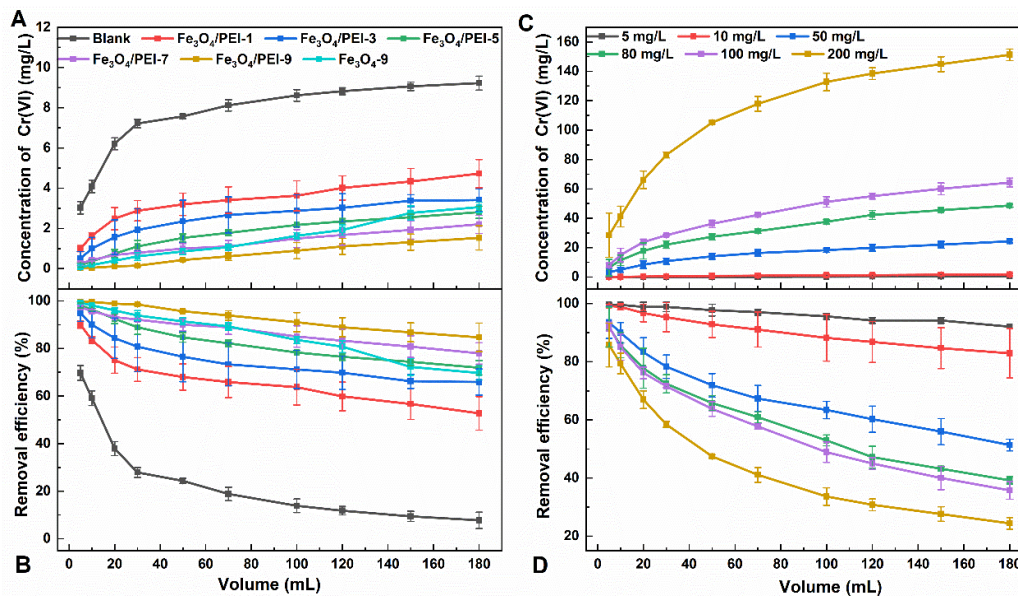 A
Concentration of Cr(VI) (mg/L)
12
10
8
6
4
2
0
Blank
Fe₃O₄/PEI-1
Fe₃O₄/PEI-3
Fe₃O₄/PEI-5
Fe₃O₄/PEI-7
Fe₃O₄/PEI-9
Fe₃O₄-9
B
Removal efficiency (%)
100
80
60
40
20
0
0 20 40 60 80 100 120 140 160 180
Volume (mL)
C
Concentration of Cr(VI) (mg/L)
160
140
120
100
80
60
40
20
0
5 mg/L
10 mg/L
50 mg/L
80 mg/L
100 mg/L
200 mg/L
D
Removal efficiency (%)
100
80
60
40
20
0 20 40 60 80 100 120 140 160 180
Volume (mL)